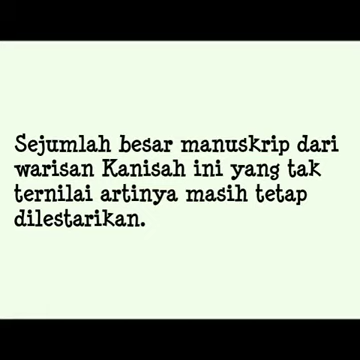 Sejumlah besar manuskrip dari
warisan Kanisah ini yang tak
ternilai artinya masih tetap
dilestarikan.